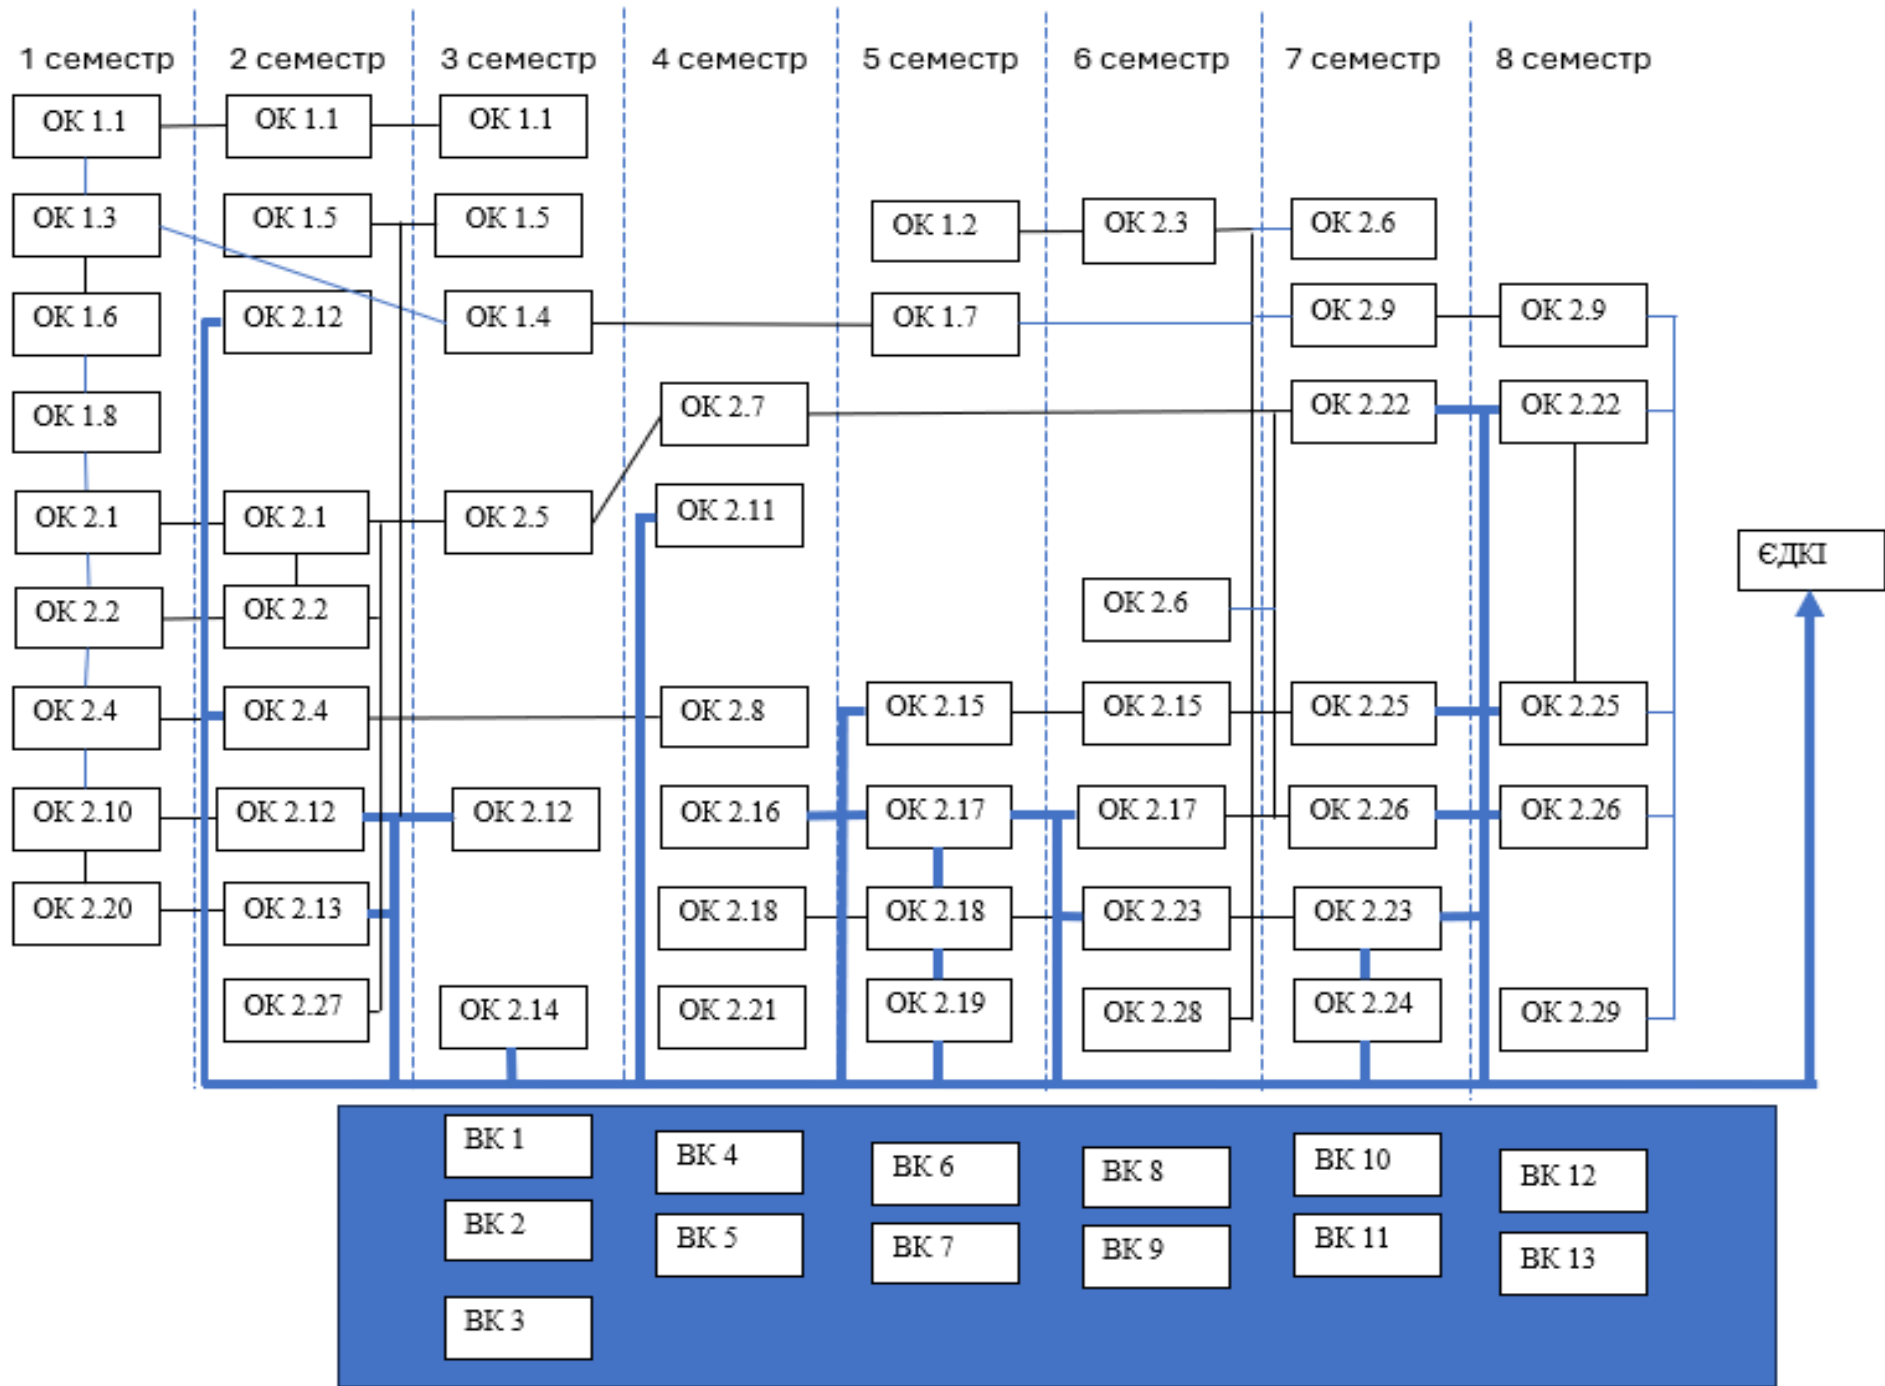 1 семестр 2 семестр 3 семестр 4 семестр 5 семестр 6 семестр 7 семестр 8 семестр
ОК 1.1 ОК 1.1 ОК 1.1
ОК 1.3 ОК 1.5 ОК 1.5 ОК 1.2 ОК 2.3 ОК 2.6
ОК 1.6 ОК 2.12 ОК 1.4 ОК 1.7 ОК 2.9 ОК 2.9
ОК 1.8 ОК 2.7 ОК 2.22 ОК 2.22
ОК 2.1 ОК 2.1 ОК 2.5 ОК 2.11
ЄДКІ
ОК 2.2 ОК 2.2 ОК 2.6
ОК 2.4 ОК 2.4 ОК 2.8 ОК 2.15 ОК 2.15 ОК 2.25 ОК 2.25
ОК 2.10 ОК 2.12 ОК 2.12 ОК 2.16 ОК 2.17 ОК 2.17 ОК 2.26 ОК 2.26
ОК 2.20 ОК 2.13 ОК 2.18 ОК 2.18 ОК 2.23 ОК 2.23
ОК 2.27 ОК 2.14 ОК 2.21 ОК 2.19 ОК 2.28 ОК 2.24 ОК 2.29
ВК 1 ВК 4 ВК 6 ВК 8 ВК 10 ВК 12
ВК 2 ВК 5 ВК 7 ВК 9 ВК 11 ВК 13
ВК 3